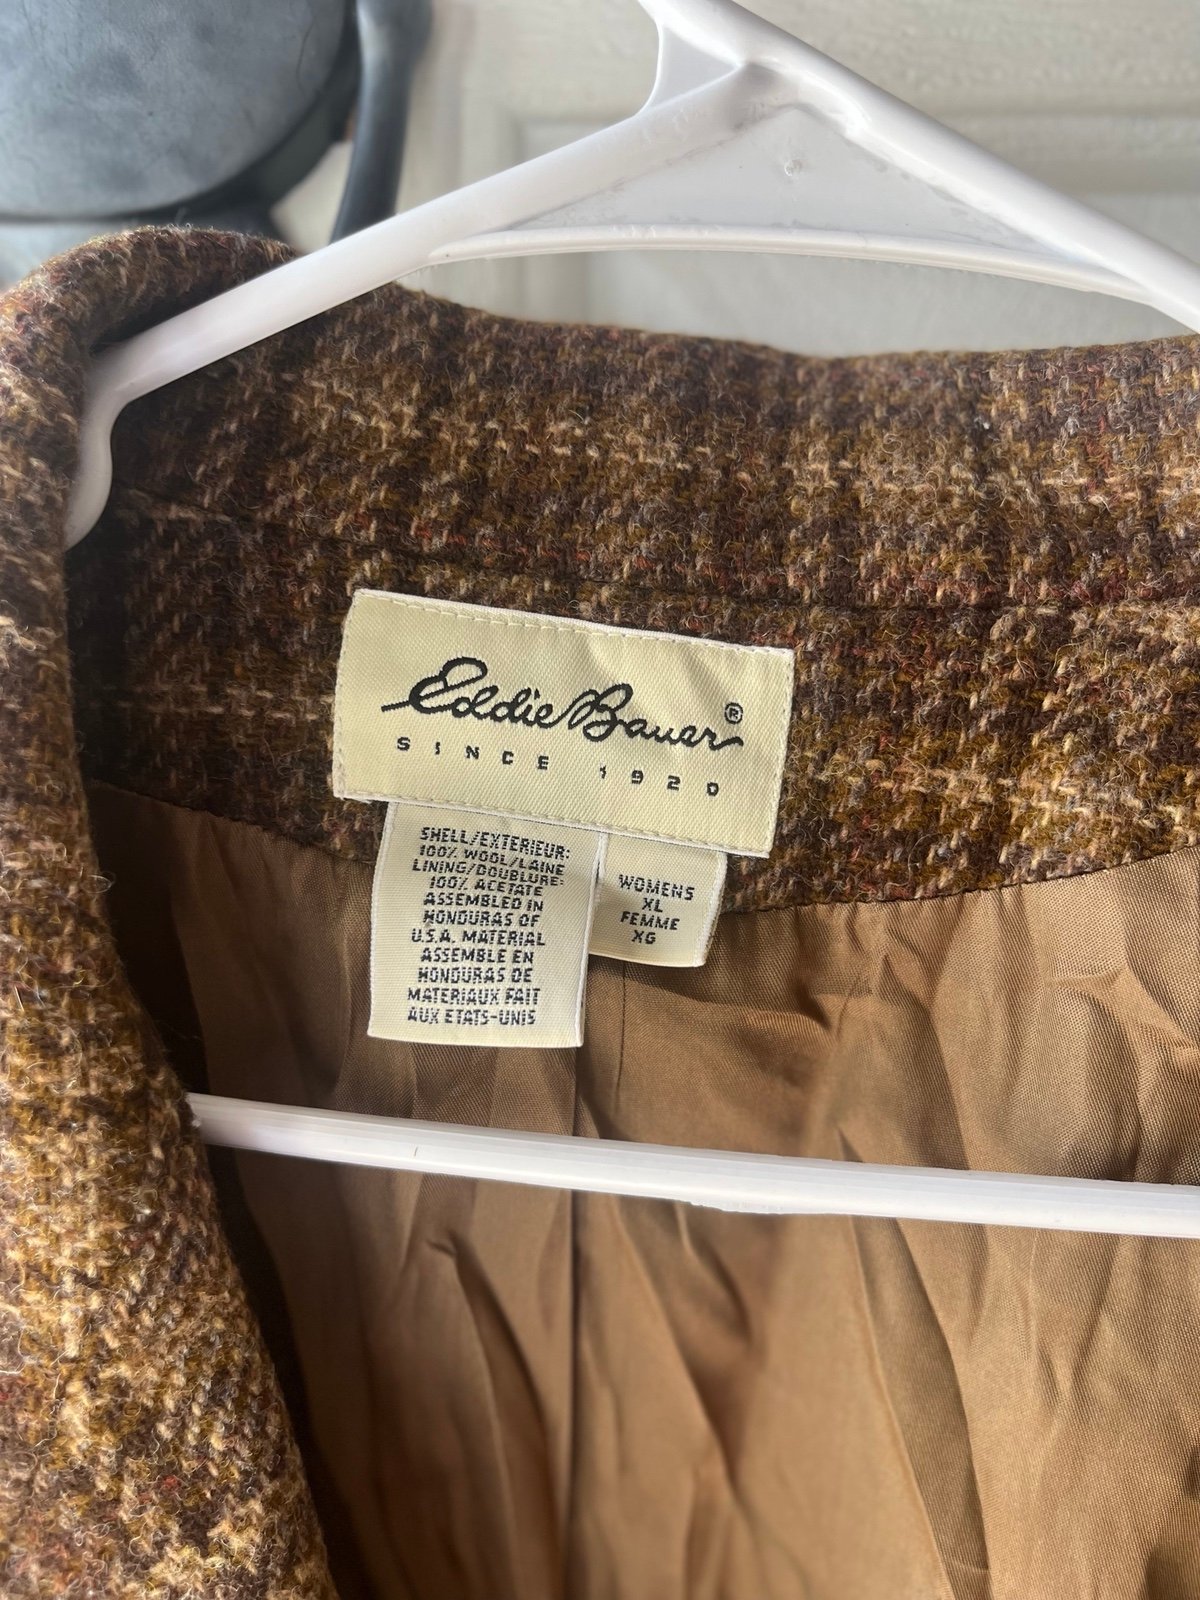 Eddie Bauer®
SINCE 1920
SHELL/EXTERIEUR:
100% WOOL/LAINE
LINING/DOUBLURE:
100% ACETATE
ASSEMBLED IN
HONDURAS OF
U.S.A. MATERIAL
ASSEMBLE EN
HONDURAS DE
MATERIAUX FAIT
AUX ETATS-UNIS
WOMENS
XL
FEMME
XG